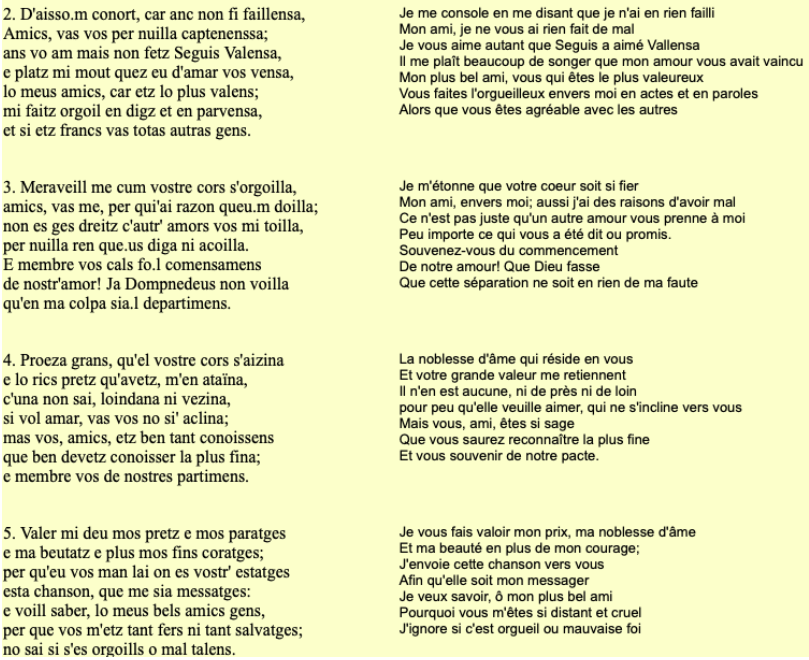 2. D'aisso.m conort, car anc non fi faillensa,
Amics, vas vos per nuilla captenenssa;
ans vo am mais non fetz Seguis Valensa,
e platz mi mout quez eu d'amar vos vensa,
lo meus amics, car etz lo plus valens;
mi faitz orgoil en digz et en parvensa,
et si etz francs vas totas autras gens.
Je me console en me disant que je n'ai en rien failli
Mon ami, je ne vous ai rien fait de mal
Je vous aime autant que Seguis a aimé Vallensa
Il me plaît beaucoup de songer que mon amour vous avait vaincu
Mon plus bel ami, vous qui êtes le plus valeureux
Vous faites l'orgueilleux envers moi en actes et en paroles
Alors que vous êtes agréable avec les autres
3. Meraveill me cum vostre cors s'orgoilla,
amics, vas me, per qui'ai razon queu.m doilla;
non es ges dreitz c'autr' amors vos mi toilla,
per nuilla ren que.us diga ni acoilla.
E membre vos cals fo.l comensamens
de nostr'amor! Ja Dompnedeus non voilla
qu'en ma colpa sia.l departimens.
Je m'étonne que votre coeur soit si fier
Mon ami, envers moi; aussi j'ai des raisons d'avoir mal
Ce n'est pas juste qu'un autre amour vous prenne à moi
Peu importe ce qui vous a été dit ou promis.
Souvenez-vous du commencement
De notre amour! Que Dieu fasse
Que cette séparation ne soit en rien de ma faute
4. Proeza grans, qu'el vostre cors s'aizina
e lo rics pretz qu'avetz, m'en ataïna,
c'una non sai, loindana ni vezina,
si vol amar, vas vos no si' aclina;
mas vos, amics, etz ben tant conoissens
que ben devetz conoisser la plus fina;
e membre vos de nostres partimens.
La noblesse d'âme qui réside en vous
Et votre grande valeur me retiennent
Il n'en est aucune, ni de près ni de loin
pour peu qu'elle veuille aimer, qui ne s'incline vers vous
Mais vous, ami, êtes si sage
Que vous saurez reconnaître la plus fine
Et vous souvenir de notre pacte.
5. Valer mi deu mos pretz e mos paratges
e ma beutatz e plus mos fins coratges;
per qu'eu vos man lai on es vostr' estatges
esta chanson, que me sia messatges:
e voill saber, lo meus bels amics gens,
per que vos m'etz tant fers ni tant salvatges;
no sai si s'es orgoills o mal talens.
Je vous fais valoir mon prix, ma noblesse d'âme
Et ma beauté en plus de mon courage;
J'envoie cette chanson vers vous
Afin qu'elle soit mon messager
Je veux savoir, ô mon plus bel ami
Pourquoi vous m'êtes si distant et cruel
J'ignore si c'est orgueil ou mauvaise foi